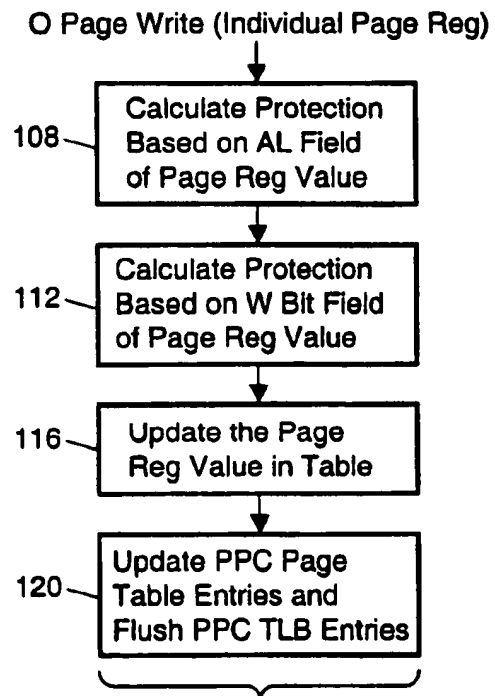 O Page Write (Individual Page Reg)
108
Calculate Protection
Based on AL Field
of Page Reg Value
112
Calculate Protection
Based on W Bit Field
of Page Reg Value
116
Update the Page
Reg Value in Table
120
Update PPC Page
Table Entries and
Flush PPC TLB Entries